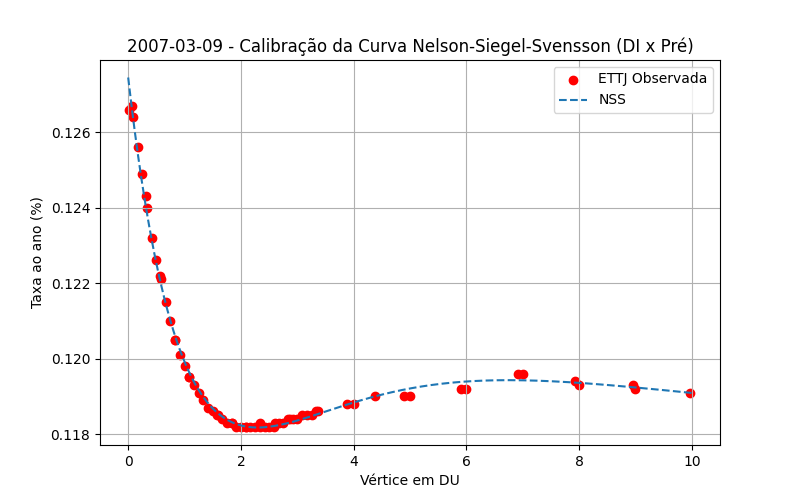 2007-03-09 - Calibração da Curva Nelson-Siegel-Svensson (DI x Pré)
ETTJ Observada
NSS
Taxa ao ano (%)
0.126
0.124
0.122
0.120
0.118
0 2 4 6 8 10
Vértice em DU